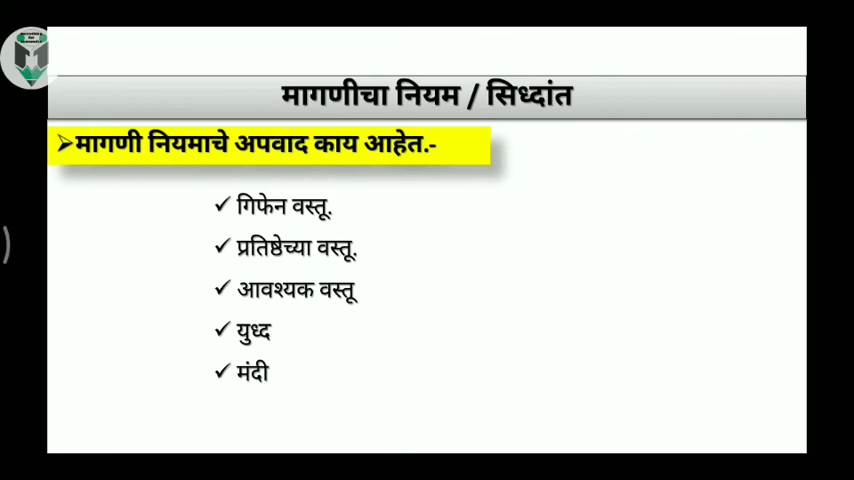 मागणीचा नियम / सिध्दांत
➢मागणी नियमाचे अपवाद काय आहेत.-
✓ गिफेन वस्तू.
✓ प्रतिष्ठेच्या वस्तू.
✓ आवश्यक वस्तू
✓ युध्द
✓ मंदी